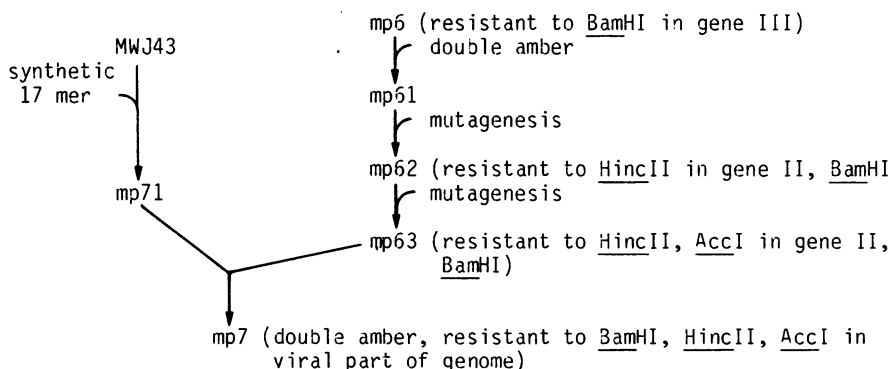 mp6 (resistant to BamHI in gene III)
double amber
MWJ43
synthetic
17 mer
mp61
mutagenesis
mp62 (resistant to HincII in gene II, BamHI
mutagenesis
mp71
mp63 (resistant to HincII, AccI in gene II,
BamHI)
mp7 (double amber, resistant to BamHI, HincII, AccI in
viral part of genome)